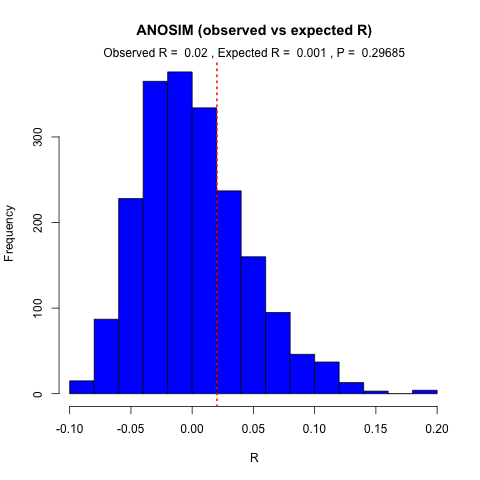 ANOSIM (observed vs expected R)
Observed R =  0.02 , Expected R =  0.001 , P =  0.29685
Frequency
300
200
100
0
-0.10 -0.05 0.00 0.05 0.10 0.15 0.20
R